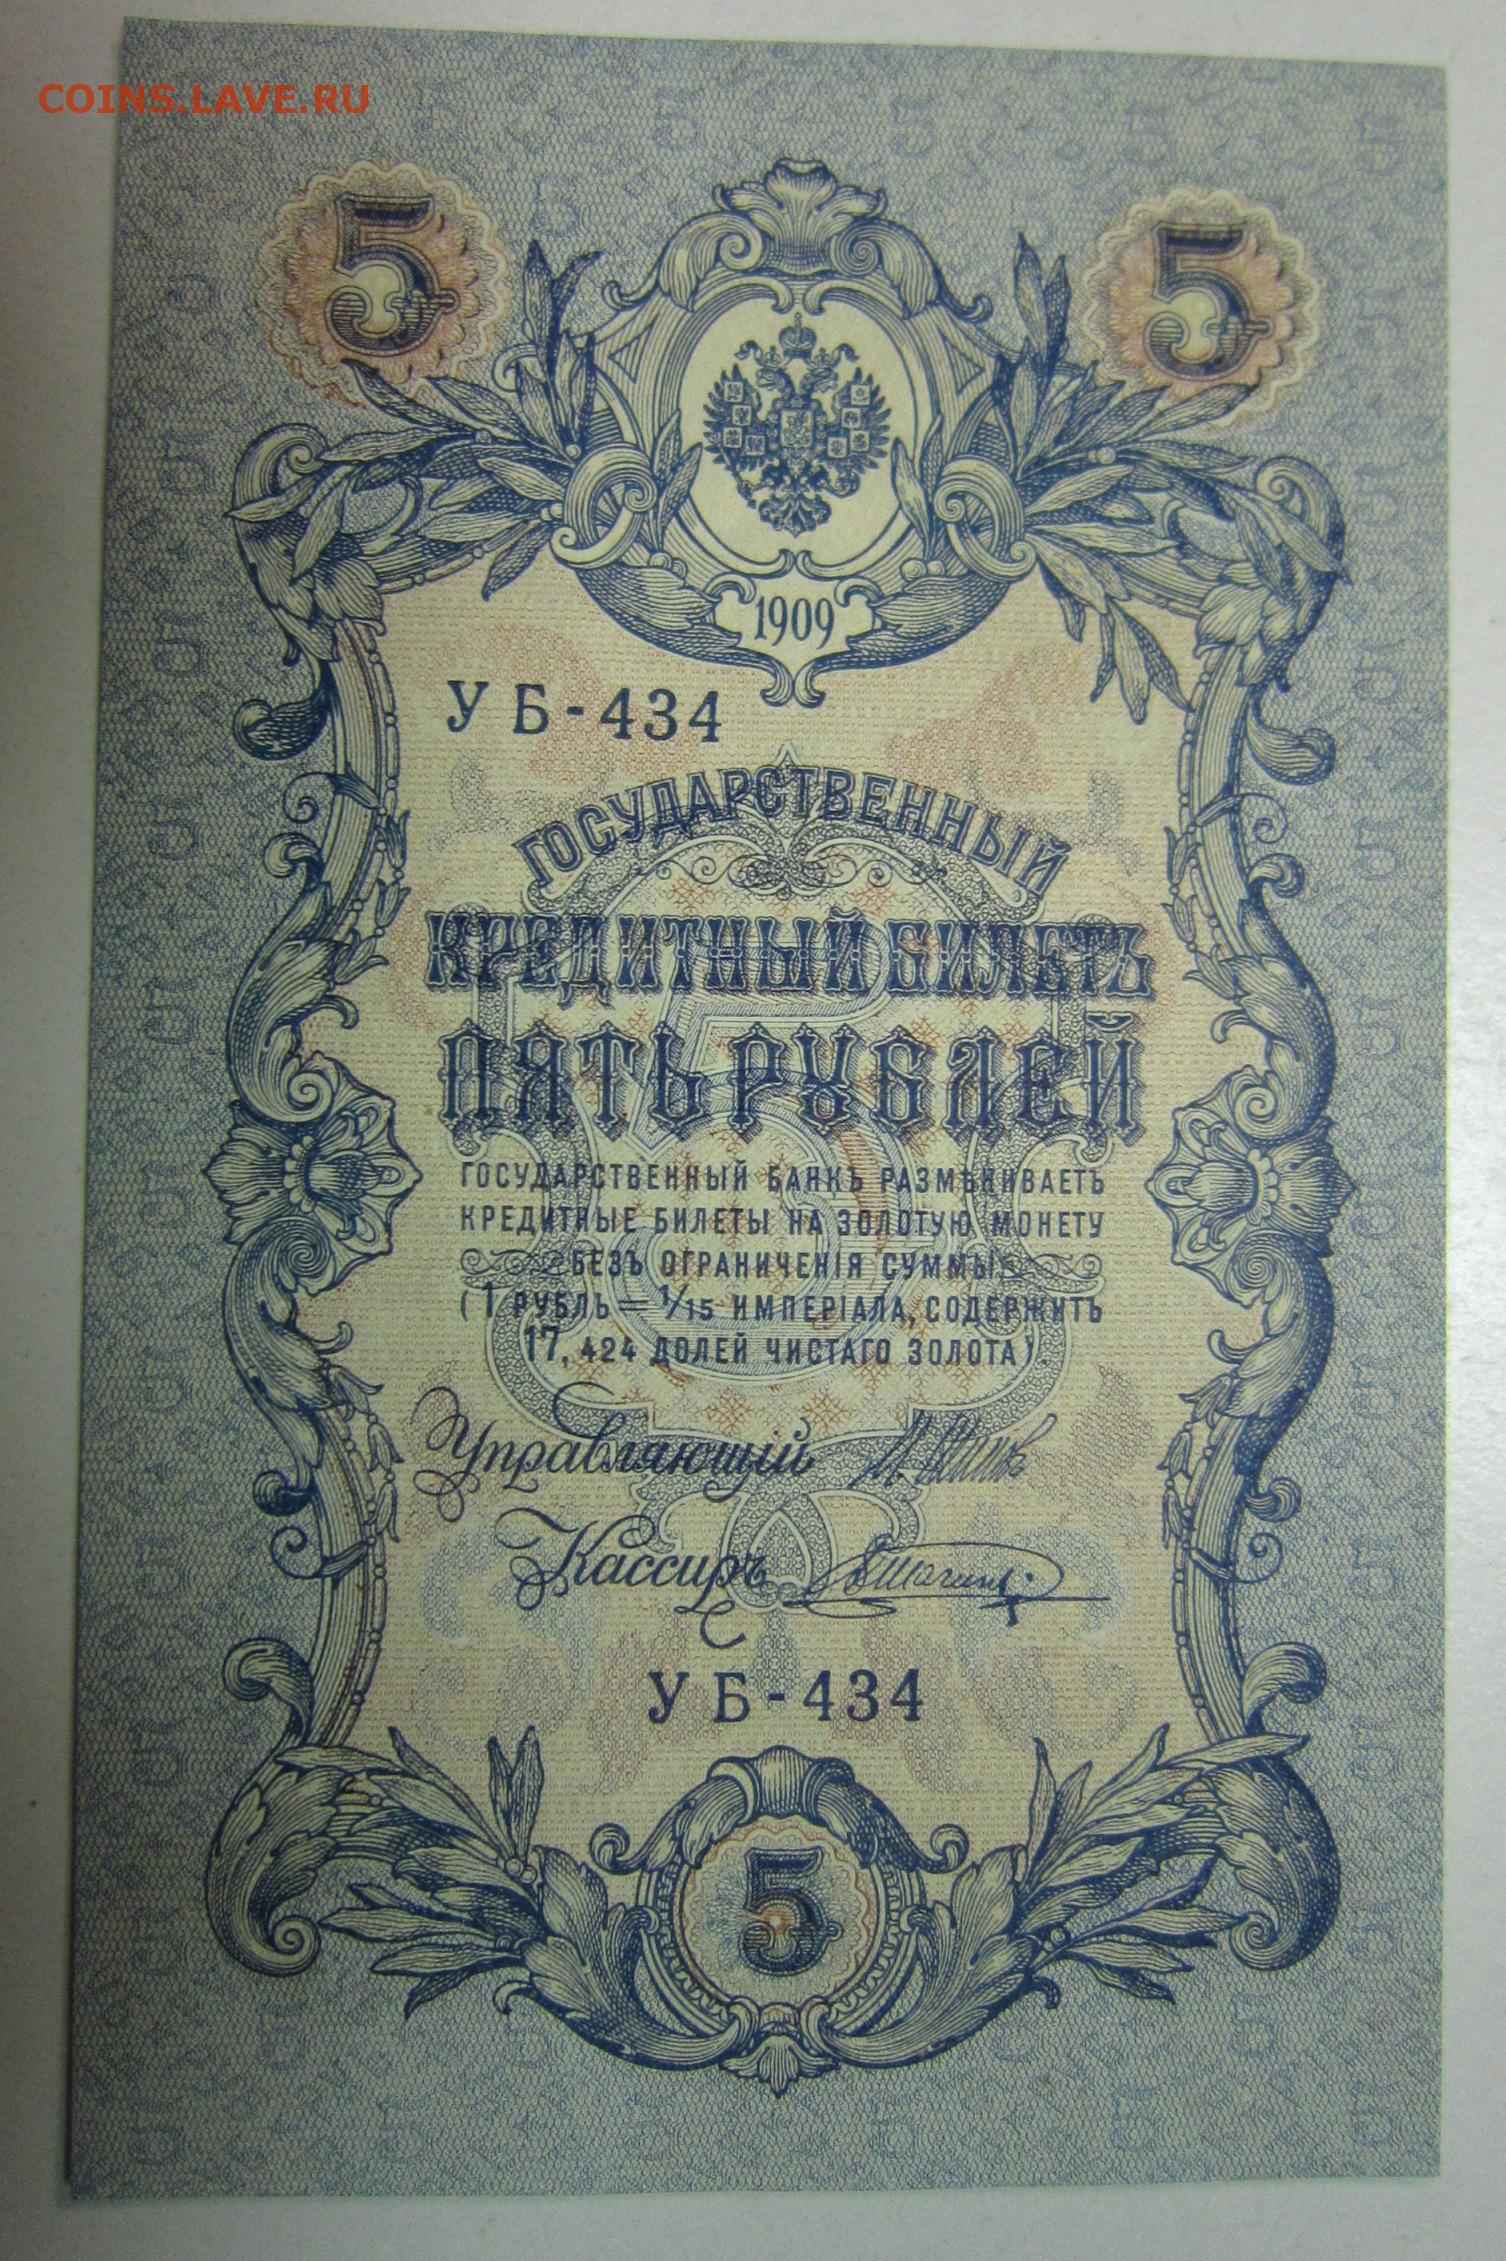 COINS.LAVE.RU
5 5
1909
УБ-434
ГОСУДАРСТВЕННЫЙ
КРЕДИТНЫЙ БИЛЕТЪ
ПЯТЬ РУБЛЕЙ
5
ГОСУДАРСТВЕННЫЙ БАНКЪ РАЗМѢНИВАЕТЪ
КРЕДИТНЫЕ БИЛЕТЫ НА ЗОЛОТУЮ МОНЕТУ
БЕЗЪ ОГРАНИЧЕНІЯ СУММЫ
(1 РУБЛЬ = 1/15 ИМПЕРІАЛА, СОДЕРЖИТЪ
17,424 ДОЛЕЙ ЧИСТАГО ЗОЛОТА).
Управляющій
Кассиръ
УБ-434
5